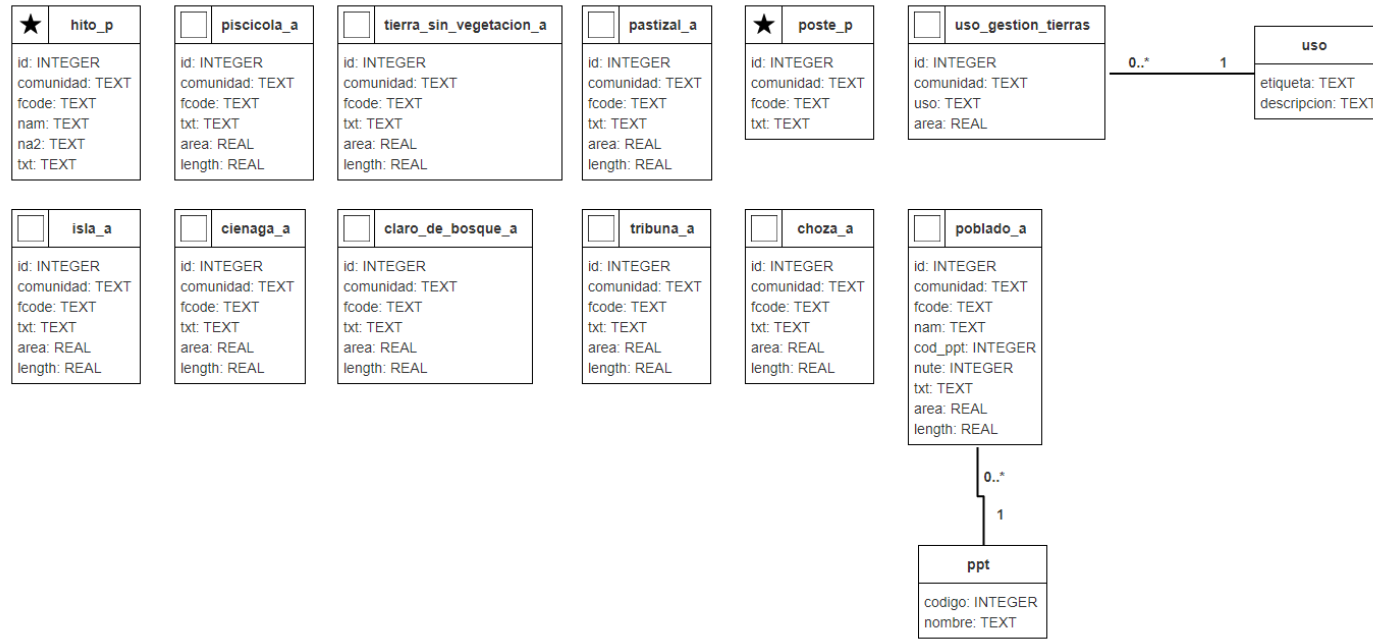 hito_p
id: INTEGER
comunidad: TEXT
fcode: TEXT
nam: TEXT
na2: TEXT
txt: TEXT
piscicola_a
id: INTEGER
comunidad: TEXT
fcode: TEXT
txt: TEXT
area: REAL
length: REAL
tierra_sin_vegetacion_a
id: INTEGER
comunidad: TEXT
fcode: TEXT
txt: TEXT
area: REAL
length: REAL
pastizal_a
id: INTEGER
comunidad: TEXT
fcode: TEXT
txt: TEXT
area: REAL
length: REAL
poste_p
id: INTEGER
comunidad: TEXT
fcode: TEXT
txt: TEXT
uso_gestion_tierras
id: INTEGER
comunidad: TEXT
uso: TEXT
area: REAL
0..* 1
uso
etiqueta: TEXT
descripcion: TEXT
isla_a
id: INTEGER
comunidad: TEXT
fcode: TEXT
txt: TEXT
area: REAL
length: REAL
cienaga_a
id: INTEGER
comunidad: TEXT
fcode: TEXT
txt: TEXT
area: REAL
length: REAL
claro_de_bosque_a
id: INTEGER
comunidad: TEXT
fcode: TEXT
txt: TEXT
area: REAL
length: REAL
tribuna_a
id: INTEGER
comunidad: TEXT
fcode: TEXT
txt: TEXT
area: REAL
length: REAL
choza_a
id: INTEGER
comunidad: TEXT
fcode: TEXT
txt: TEXT
area: REAL
length: REAL
poblado_a
id: INTEGER
comunidad: TEXT
fcode: TEXT
nam: TEXT
cod_ppt: INTEGER
nute: INTEGER
txt: TEXT
area: REAL
length: REAL
0..*
1
ppt
codigo: INTEGER
nombre: TEXT